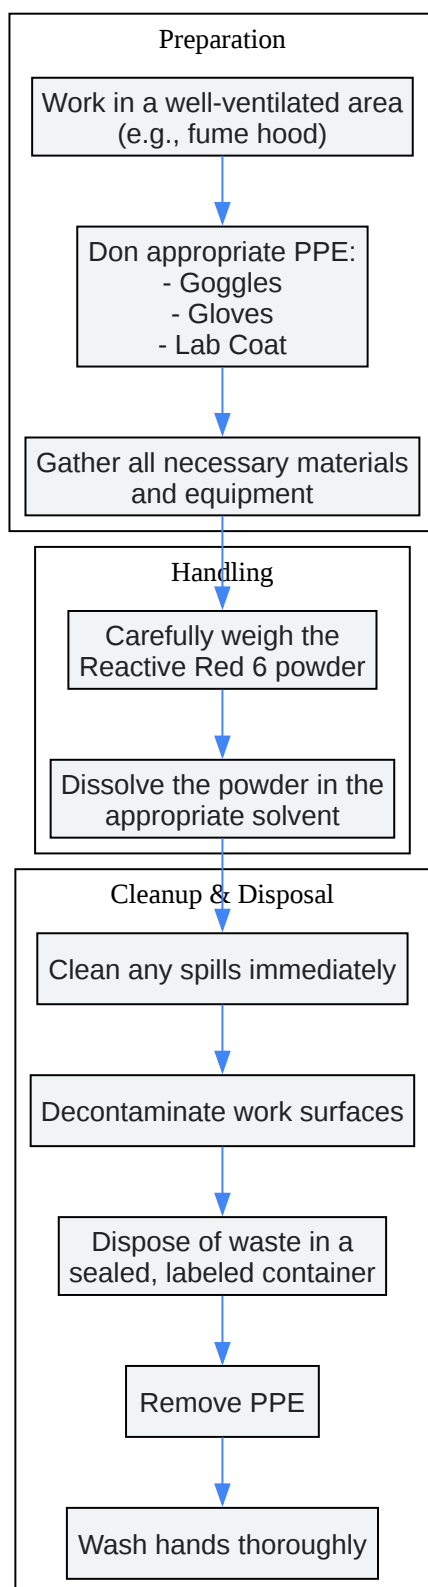 Preparation
Work in a well-ventilated area
(e.g., fume hood)
Don appropriate PPE:
- Goggles
- Gloves
- Lab Coat
Gather all necessary materials
and equipment
Handling
Carefully weigh the
Reactive Red 6 powder
Dissolve the powder in the
appropriate solvent
Cleanup & Disposal
Clean any spills immediately
Decontaminate work surfaces
Dispose of waste in a
sealed, labeled container
Remove PPE
Wash hands thoroughly